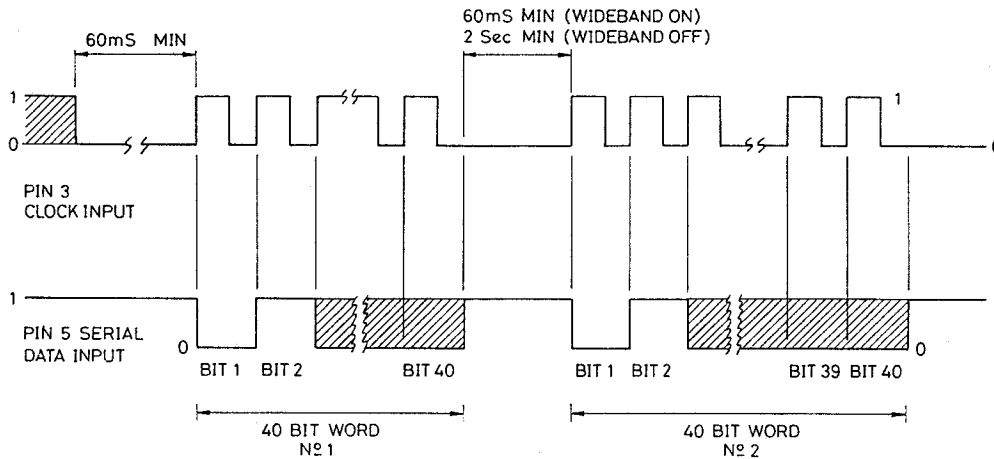 60mS MIN
60mS MIN (WIDEBAND ON)
2 Sec MIN (WIDEBAND OFF)
1
0
1
0
PIN 3
CLOCK INPUT
1
PIN 5 SERIAL
DATA INPUT
0
0
BIT 1 BIT 2 BIT 40 BIT 1 BIT 2 BIT 39 BIT 40
40 BIT WORD
Nº 1
40 BIT WORD
Nº 2